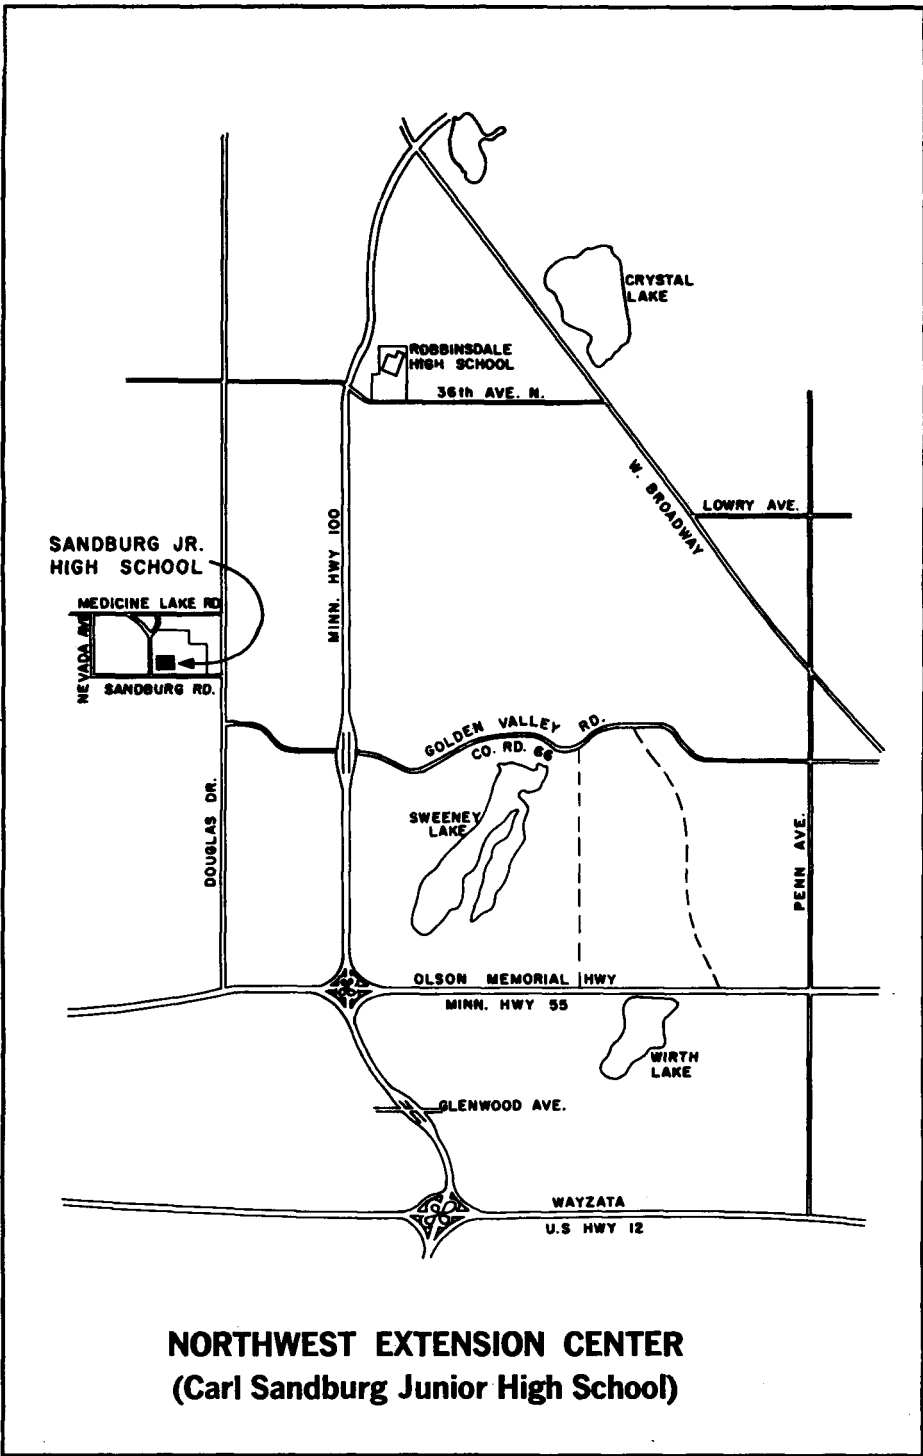 CRYSTAL
LAKE
ROBBINSDALE
HIGH SCHOOL
36th AVE. N.
W. BROADWAY
LOWRY AVE.
MINN. HWY 100
SANDBURG JR.
HIGH SCHOOL
MEDICINE LAKE RD
NEVADA AVE
SANDBURG RD.
GOLDEN VALLEY RD.
CO. RD. 66
SWEENEY
LAKE
DOUGLAS DR.
PENN AVE.
OLSON MEMORIAL HWY
MINN. HWY 55
WIRTH
LAKE
GLENWOOD AVE.
WAYZATA
U.S HWY 12
NORTHWEST EXTENSION CENTER
(Carl Sandburg Junior High School)